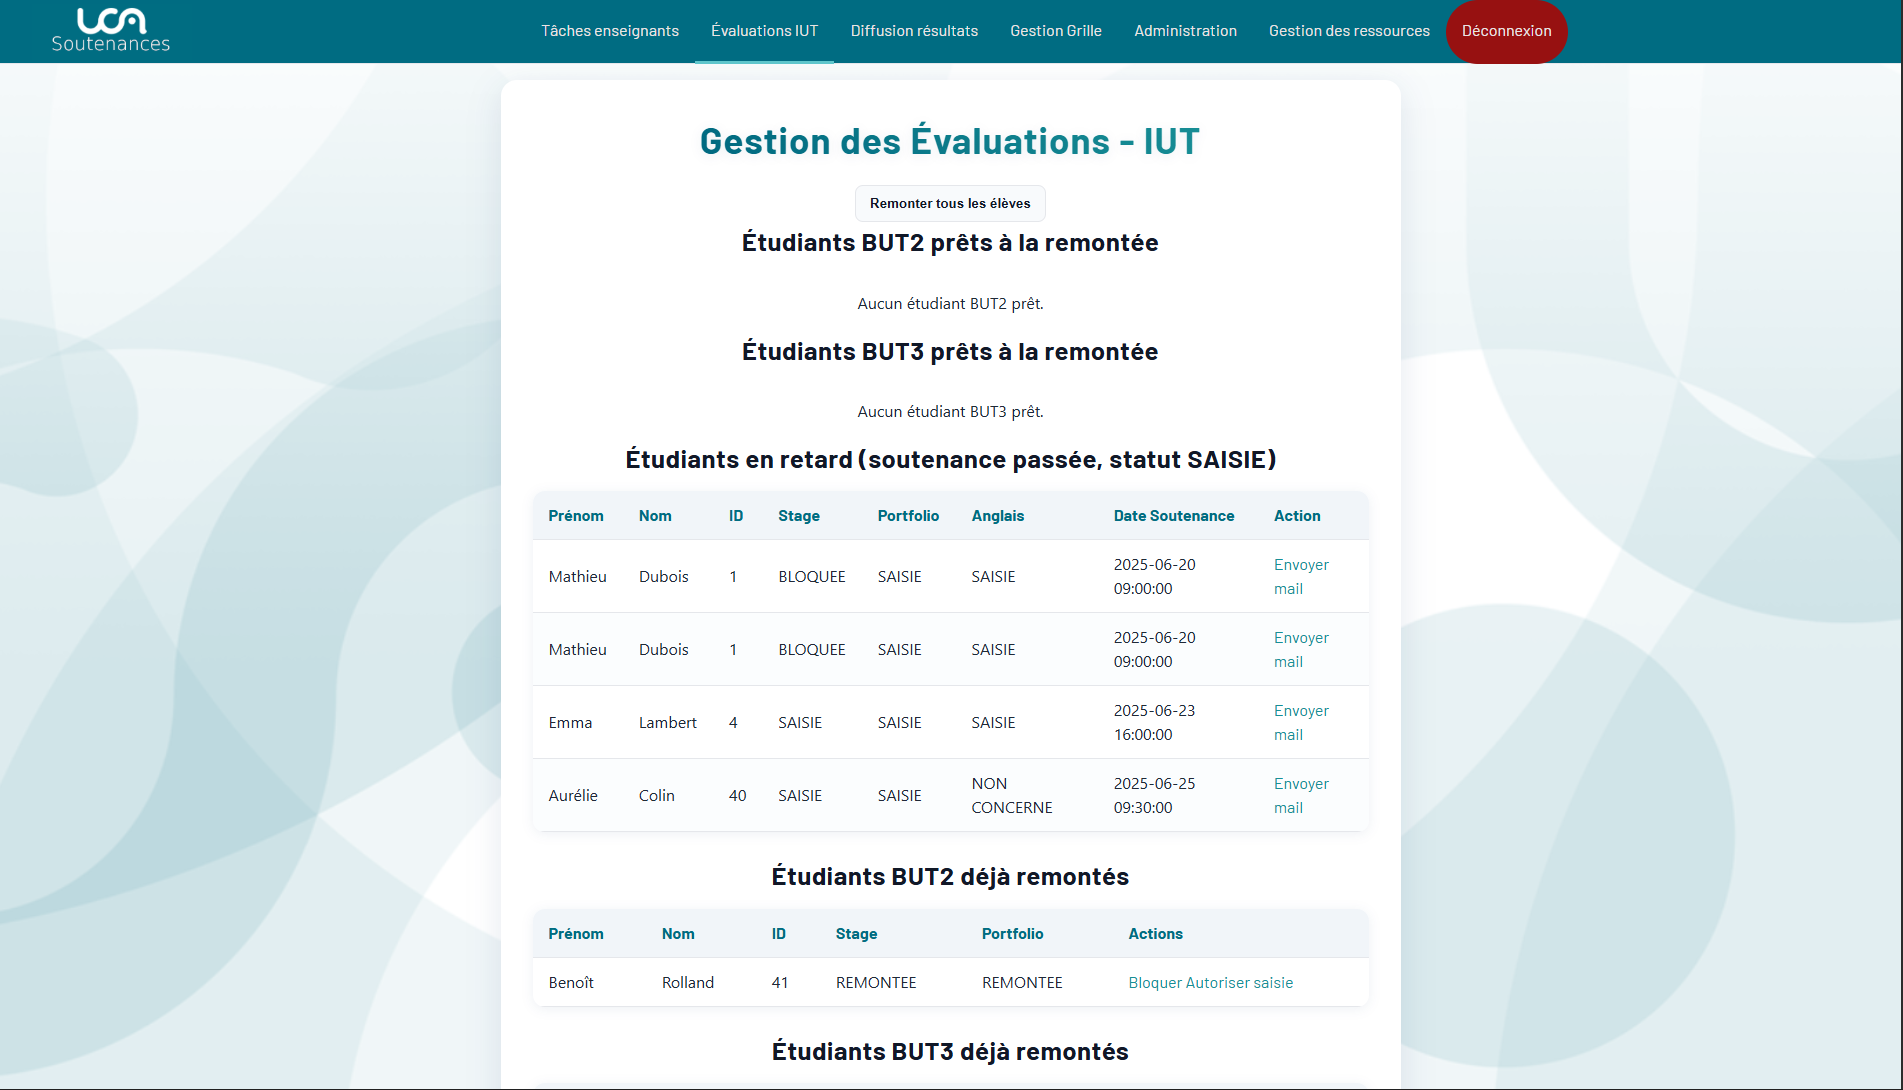 UCA
Soutenances
Tâches enseignants Évaluations IUT Diffusion résultats Gestion Grille Administration Gestion des ressources Déconnexion
Gestion des Évaluations - IUT
Remonter tous les élèves
Étudiants BUT2 prêts à la remontée
Aucun étudiant BUT2 prêt.
Étudiants BUT3 prêts à la remontée
Aucun étudiant BUT3 prêt.
Étudiants en retard (soutenance passée, statut SAISIE)
Prénom Nom ID Stage Portfolio Anglais Date Soutenance Action
Mathieu Dubois 1 BLOQUEE SAISIE SAISIE 2025-06-20 09:00:00 Envoyer mail
Mathieu Dubois 1 BLOQUEE SAISIE SAISIE 2025-06-20 09:00:00 Envoyer mail
Emma Lambert 4 SAISIE SAISIE SAISIE 2025-06-23 16:00:00 Envoyer mail
Aurélie Colin 40 SAISIE SAISIE NON CONCERNE 2025-06-25 09:30:00 Envoyer mail
Étudiants BUT2 déjà remontés
Prénom Nom ID Stage Portfolio Actions
Benoît Rolland 41 REMONTEE REMONTEE Bloquer Autoriser saisie
Étudiants BUT3 déjà remontés